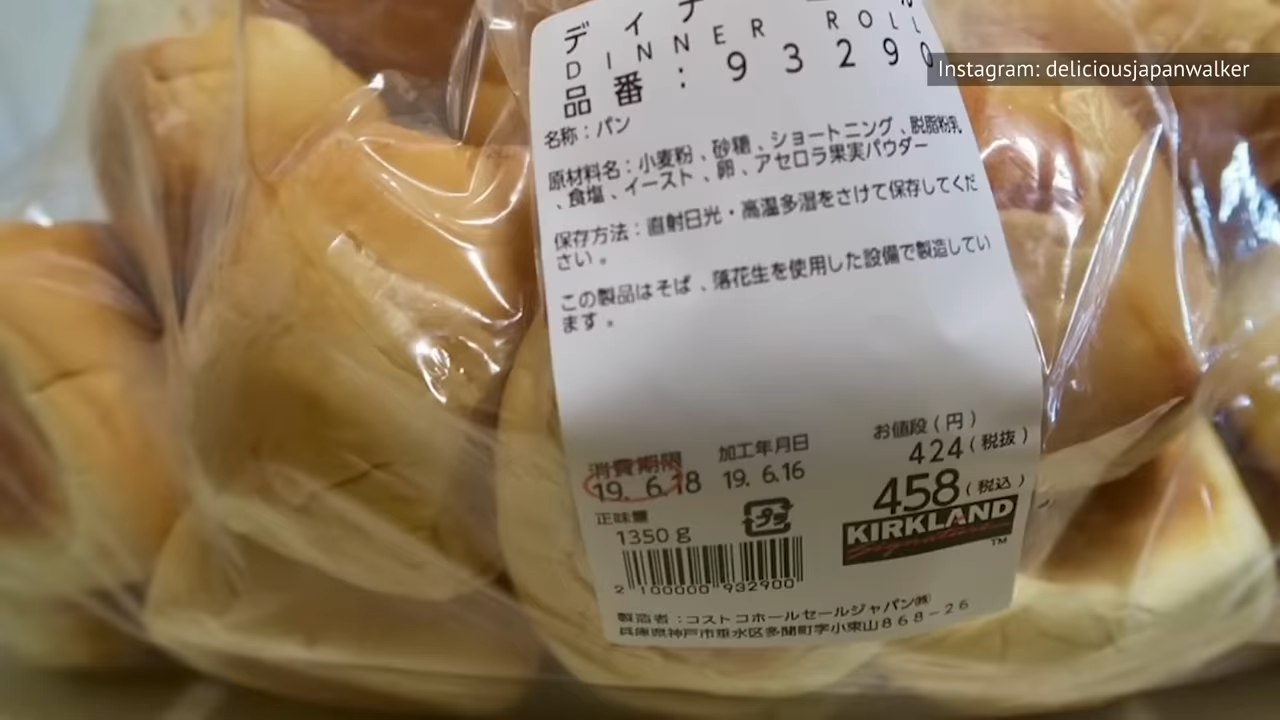 ディナー
DINNER ROLL
品番：93290
Instagram: deliciousjapanwalker
名称：パン
原材料名：小麦粉、砂糖、ショートニング、脱脂粉乳
、食塩、イースト、卵、アセロラ果実パウダー
保存方法：直射日光・高温多湿をさけて保存してくだ
さい。
この製品はそば、落花生を使用した設備で製造してい
ます。
消費期限 加工年月日
19. 6.18 19. 6.16
お値段(円)
424(税抜)
458(税込)
正味量
1350g
プラ
KIRKLAND
Signature™
2 100000 932900
製造者：コストコホールセールジャパン㈱
兵庫県神戸市垂水区多聞町字小束山868-26